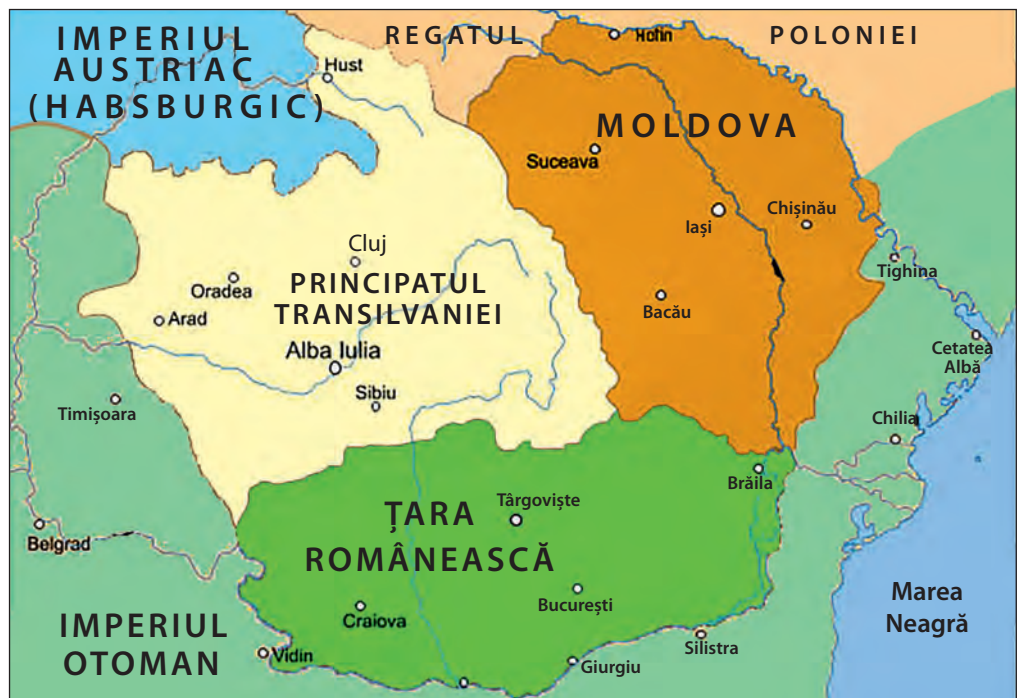 IMPERIUL
AUSTRIAC
(HABSBURGIC)
REGATUL
POLONIEI
Hust
Hotin
MOLDOVA
Suceava
Iași
Chișinău
Tighina
Cluj
Oradea
PRINCIPATUL
TRANSILVANIEI
Arad
Bacău
Alba Iulia
Cetatea
Albă
Sibiu
Timișoara
Chilia
Brăila
Târgoviște
ȚARA
ROMÂNEASCĂ
Belgrad
București
Craiova
Marea
Neagră
IMPERIUL
OTOMAN
Vidin
Giurgiu
Silistra